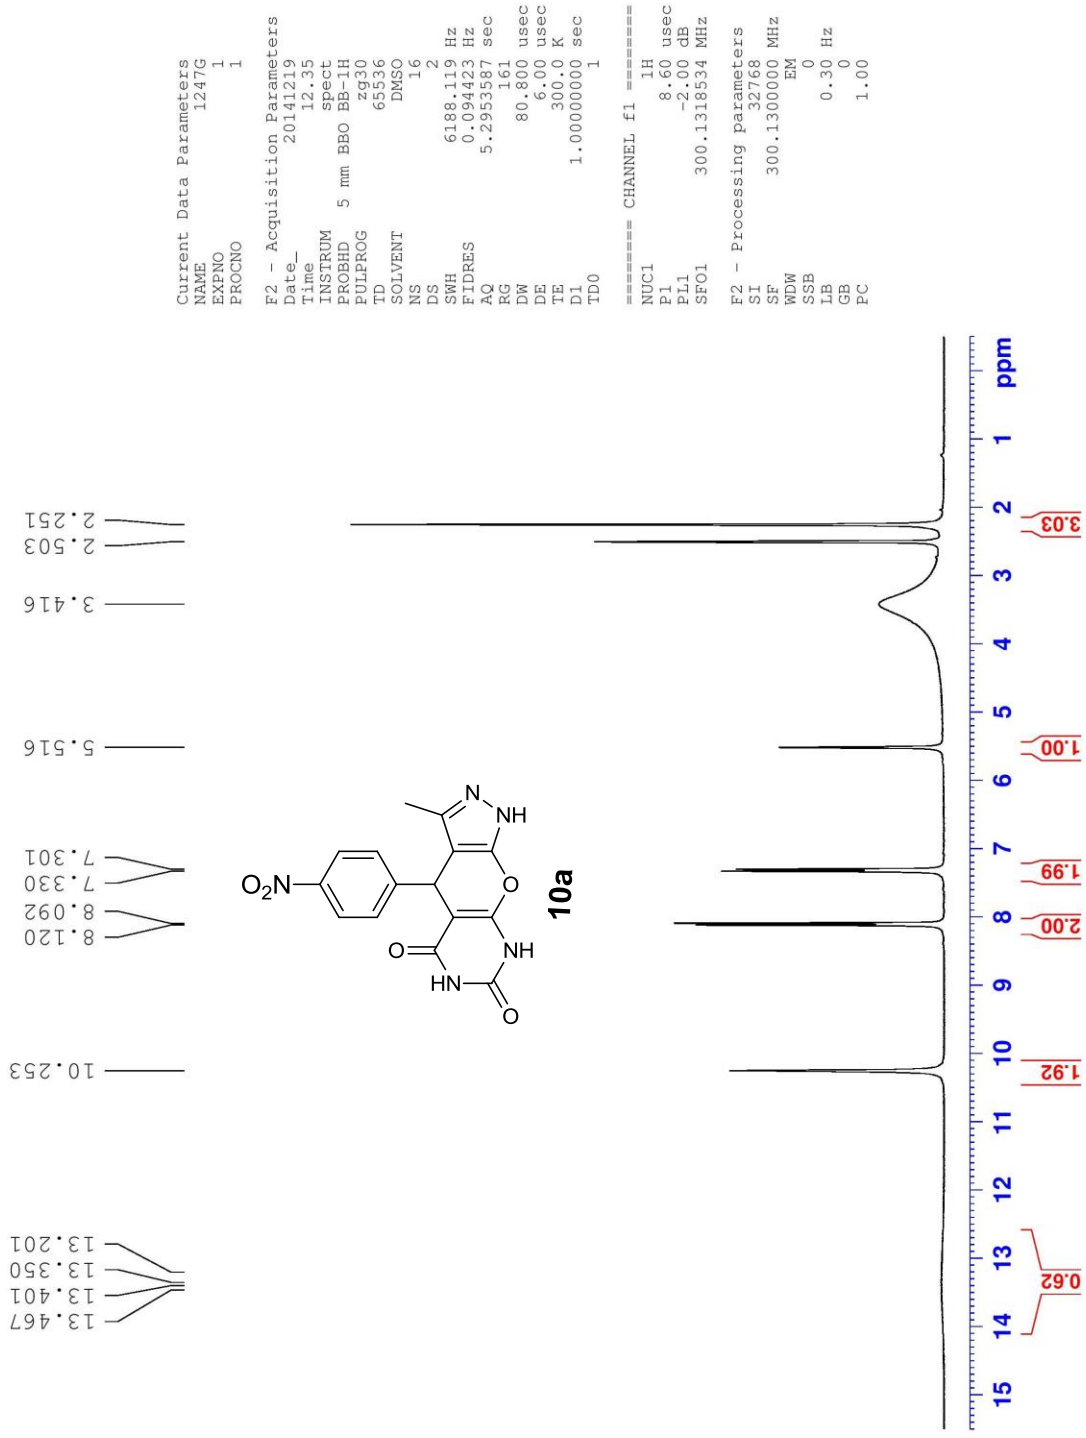 Current Data Parameters
NAME 1247G
EXPNO 1
PROCNO 1
F2 - Acquisition Parameters
Date_ 20141219
Time 12.35
INSTRUM spect
PROBHD 5 mm BBO BB-1H
PULPROG zg30
TD 65536
SOLVENT DMSO
NS 16
DS 2
SWH 6188.119 Hz
FIDRES 0.094423 Hz
AQ 5.2953587 sec
RG 161
DW 80.800 usec
DE 6.00 usec
TE 300.0 K
D1 1.00000000 sec
TD0 1
======== CHANNEL f1 ========
NUC1 1H
P1 8.60 usec
PL1 -2.00 dB
SFO1 300.1318534 MHz
F2 - Processing parameters
SI 32768
SF 300.1300000 MHz
WDW EM
SSB 0
LB 0.30 Hz
GB 0
PC 1.00
13.467
13.401
13.350
13.201
10.253
8.120
8.092
7.330
7.301
5.516
3.416
2.503
2.251
O2N
N
NH
O
NH
O
HN
O
10a
15 14 13 12 11 10 9 8 7 6 5 4 3 2 1 ppm
0.62
1.92
2.00
1.99
1.00
3.03